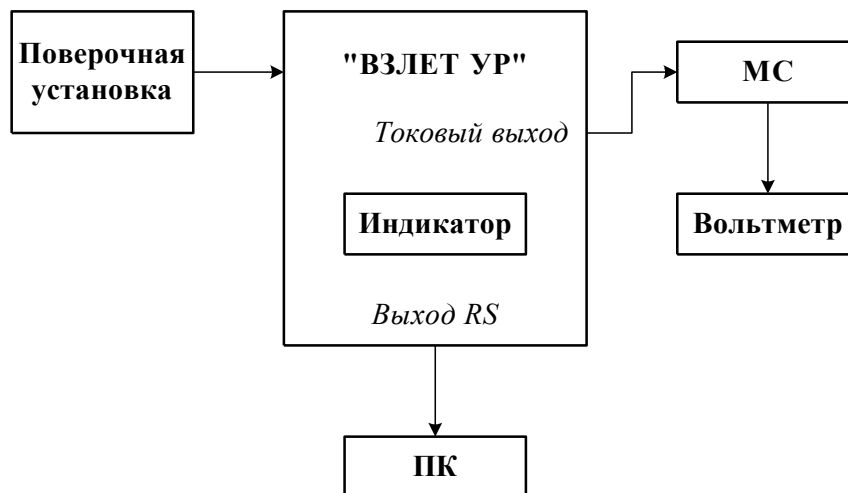 Поверочная
установка
"ВЗЛЕТ УР"
МС
Токовый выход
Индикатор
Вольтметр
Выход RS
ПК